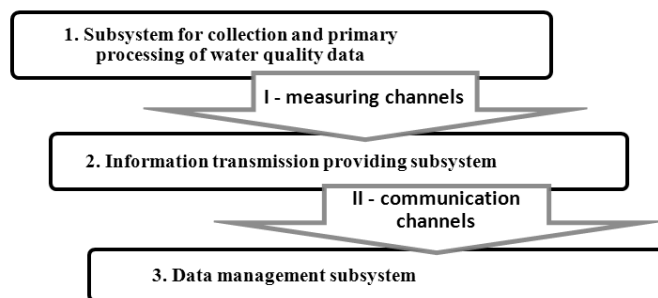 1. Subsystem for collection and primary
processing of water quality data
I - measuring channels
2. Information transmission providing subsystem
II - communication
channels
3. Data management subsystem